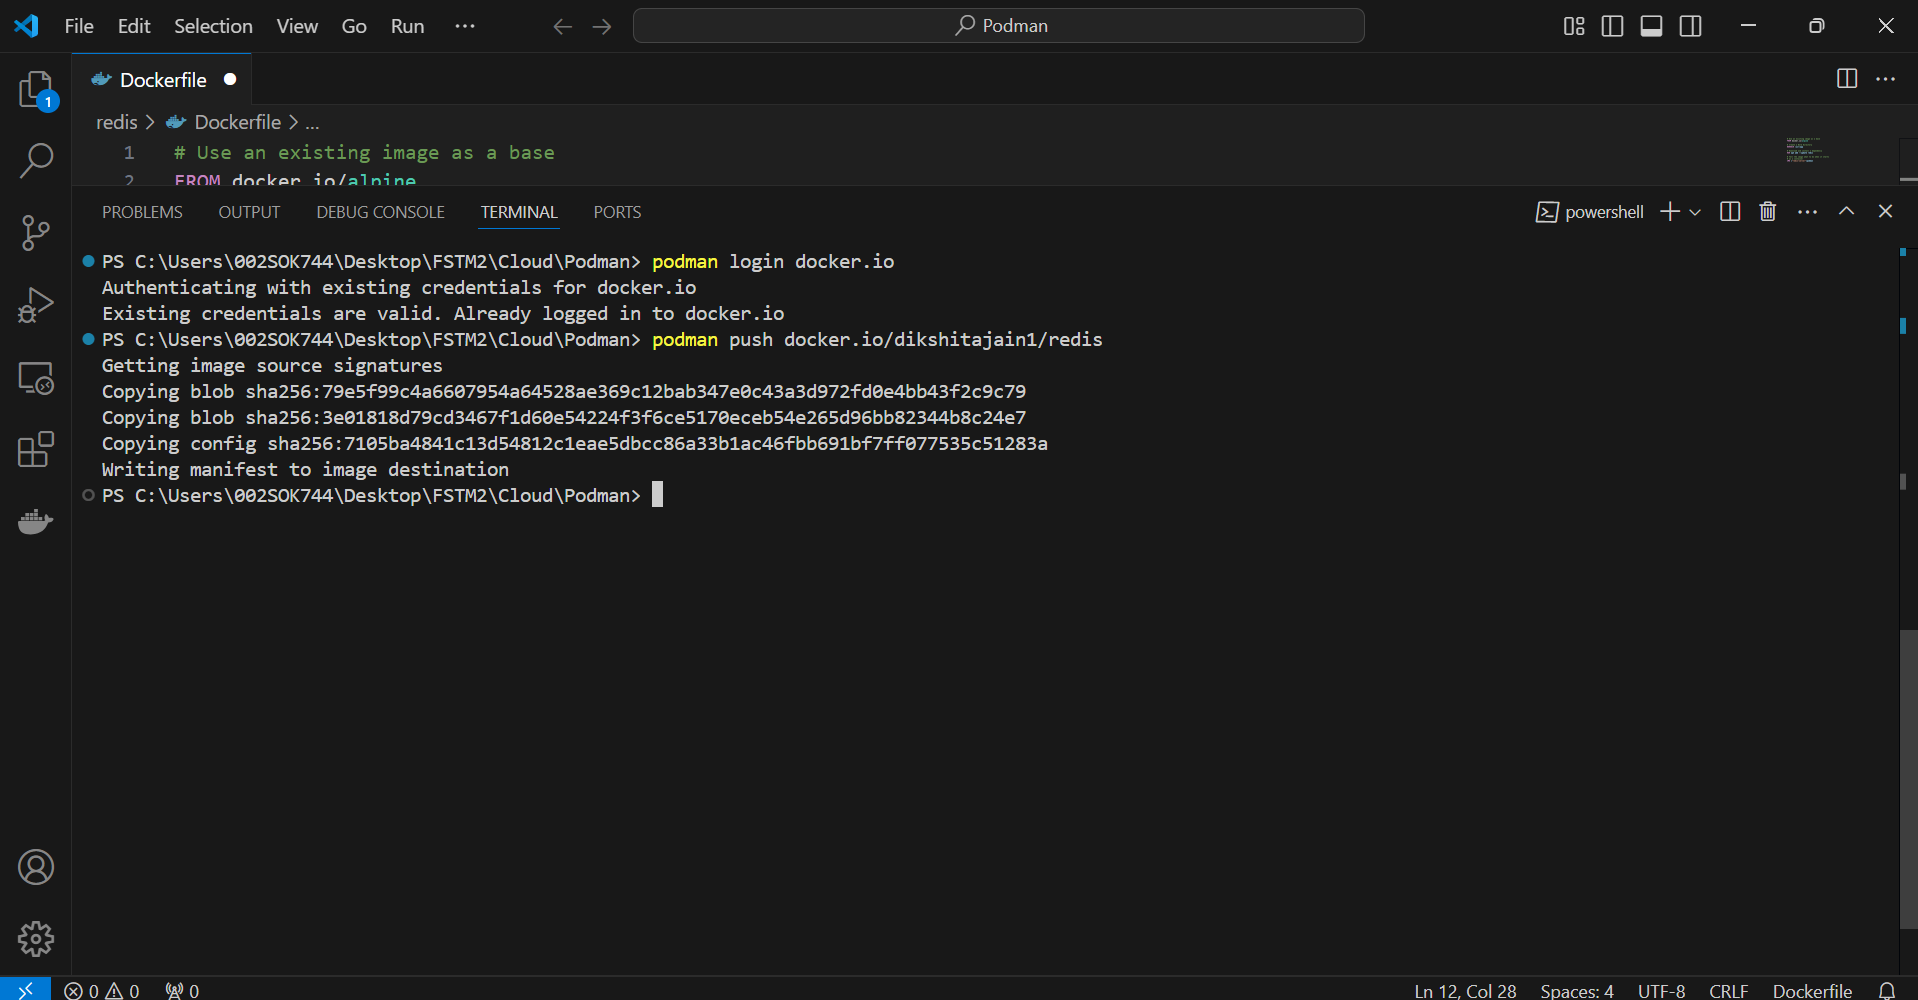 File Edit Selection View Go Run ··· Podman
Dockerfile
1
redis > Dockerfile > ...
1 # Use an existing image as a base
2 FROM docker.io/alpine
PROBLEMS OUTPUT DEBUG CONSOLE TERMINAL PORTS powershell
PS C:\Users\002SOK744\Desktop\FSTM2\Cloud\Podman> podman login docker.io
Authenticating with existing credentials for docker.io
Existing credentials are valid. Already logged in to docker.io
PS C:\Users\002SOK744\Desktop\FSTM2\Cloud\Podman> podman push docker.io/dikshitajain1/redis
Getting image source signatures
Copying blob sha256:79e5f99c4a6607954a64528ae369c12bab347e0c43a3d972fd0e4bb43f2c9c79
Copying blob sha256:3e01818d79cd3467f1d60e54224f3f6ce5170eceb54e265d96bb82344b8c24e7
Copying config sha256:7105ba4841c13d54812c1eae5dbcc86a33b1ac46fbb691bf7ff077535c51283a
Writing manifest to image destination
PS C:\Users\002SOK744\Desktop\FSTM2\Cloud\Podman>
0 0 0 Ln 12, Col 28 Spaces: 4 UTF-8 CRLF Dockerfile